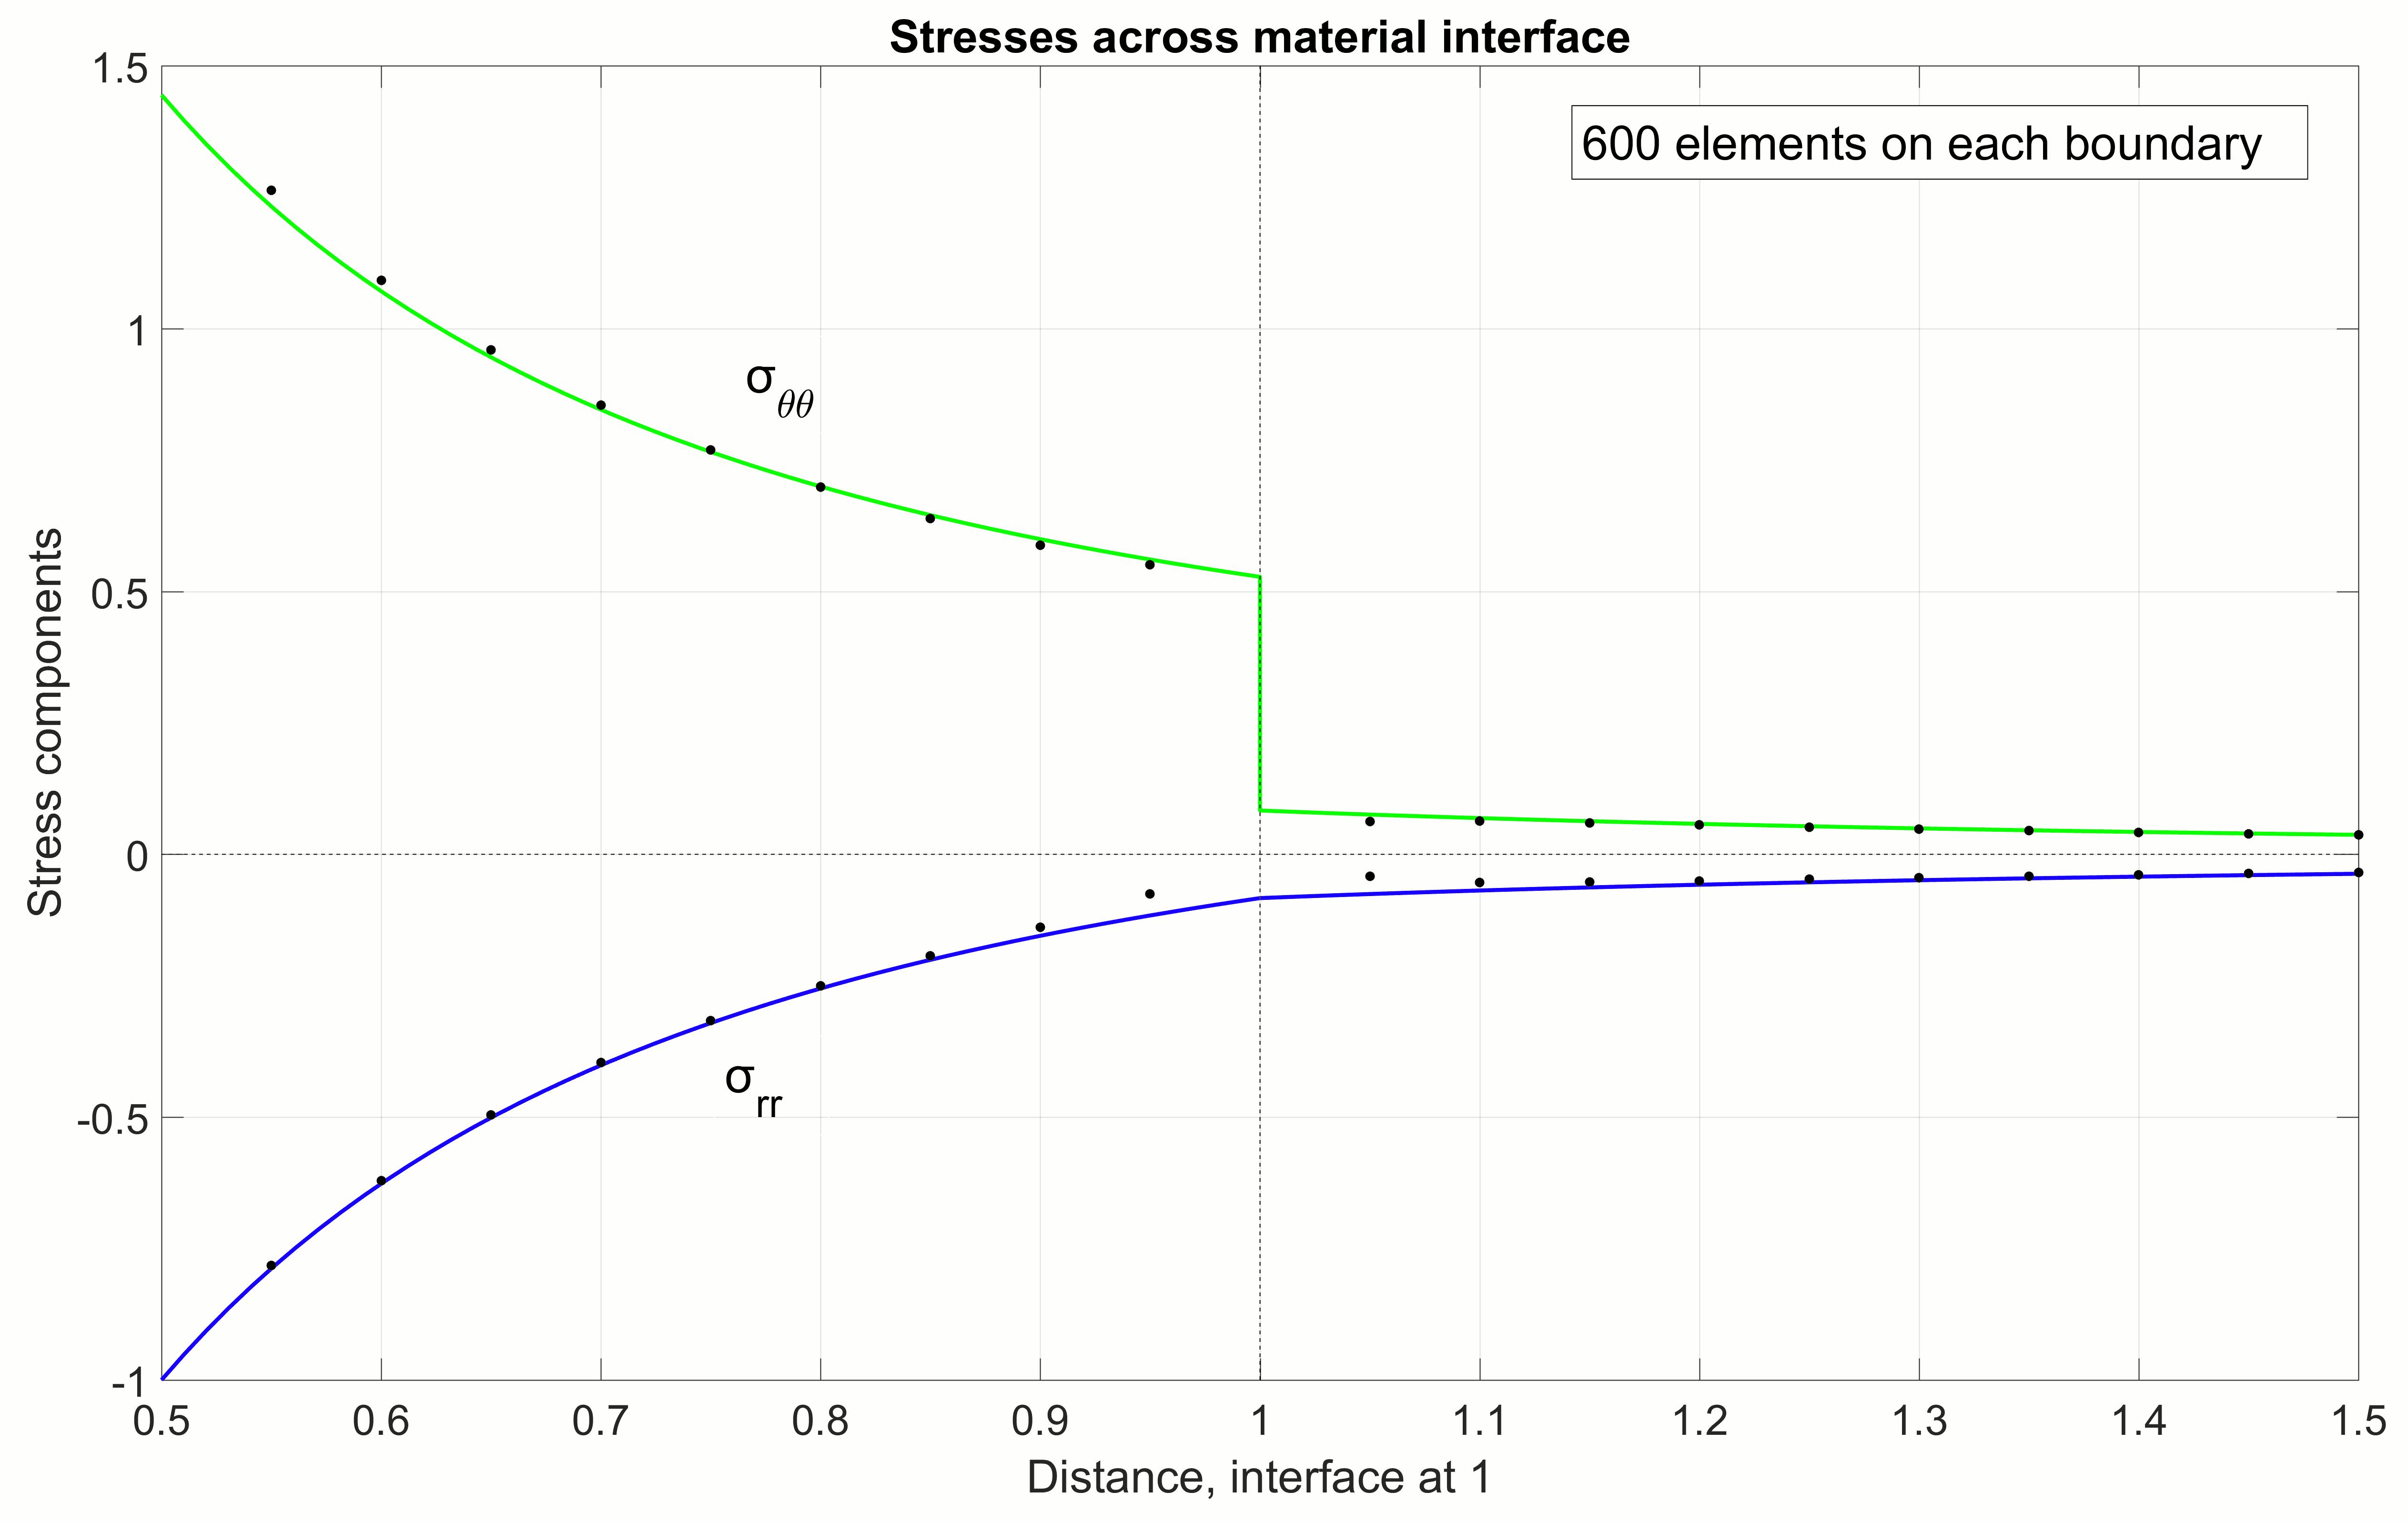 Stresses across material interface
1.5
600 elements on each boundary
1
σθθ
0.5
Stress components
0
σrr
-0.5
-1
0.5 0.6 0.7 0.8 0.9 1 1.1 1.2 1.3 1.4 1.5
Distance, interface at 1